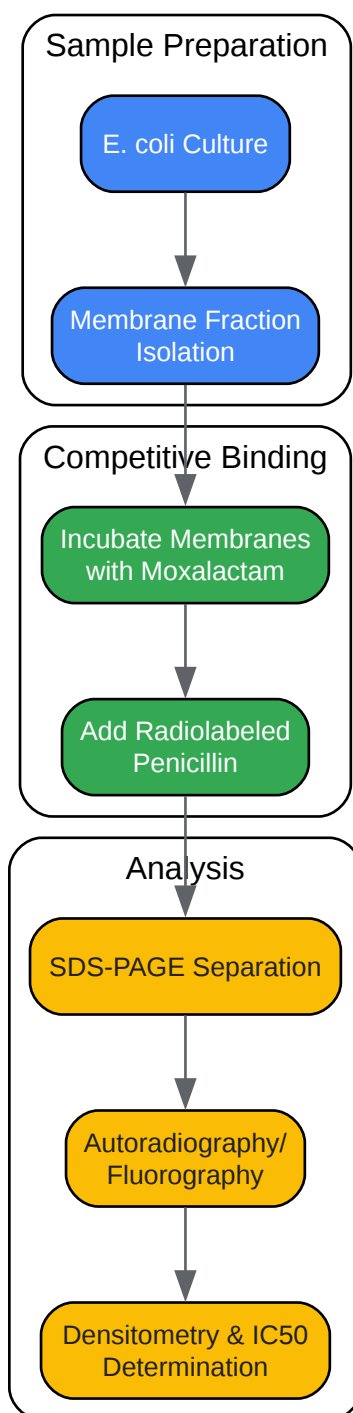 Sample Preparation
E. coli Culture
Membrane Fraction
Isolation
Competitive Binding
Incubate Membranes
with Moxalactam
Add Radiolabeled
Penicillin
Analysis
SDS-PAGE Separation
Autoradiography/
Fluorography
Densitometry & IC50
Determination